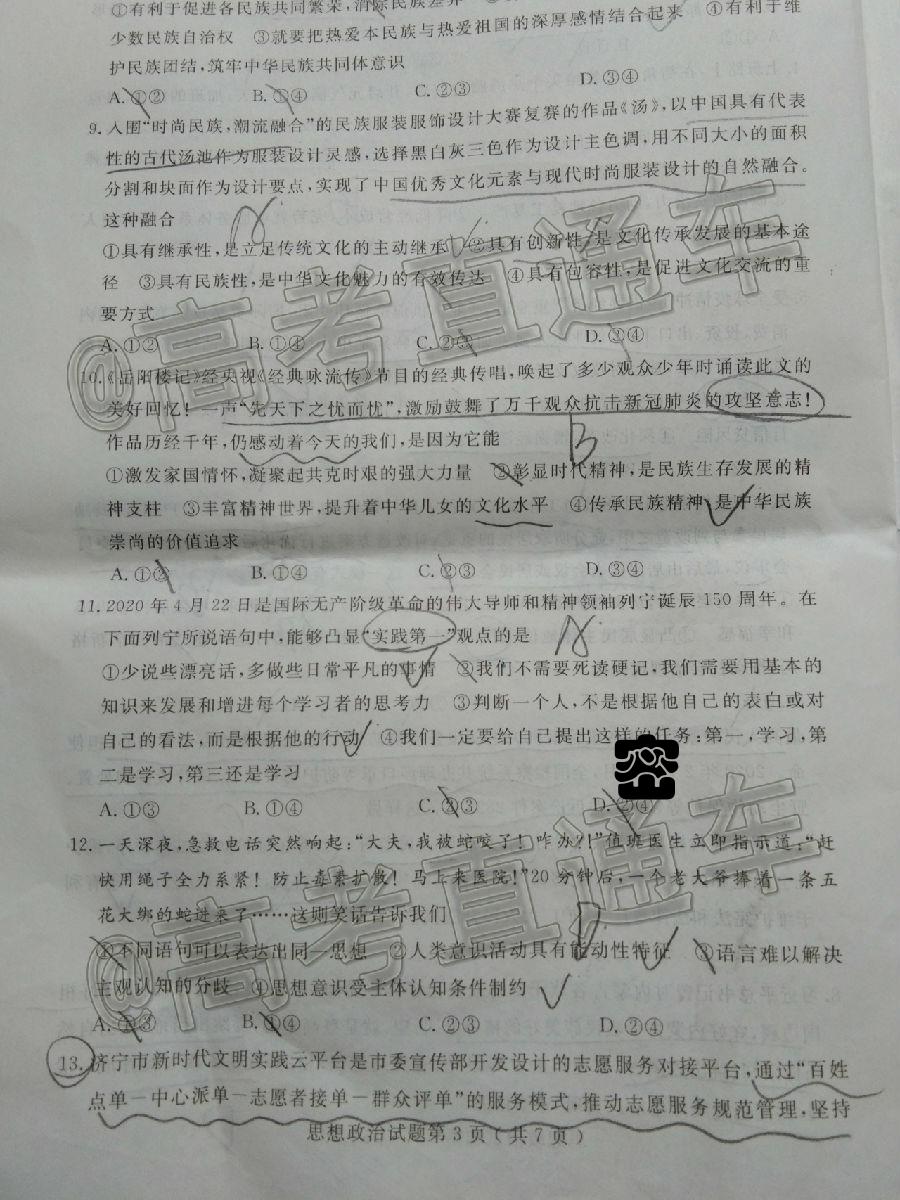 ①有利于促进各民族共同繁荣，消除民族差异
④有利于维
少数民族自治权 ③就要把热爱本民族与热爱祖国的深厚感情结合起来
护民族团结，筑牢中华民族共同体意识
A. ①② B. ①④ C. ②③ D. ③④
9. 入围“时尚民族，潮流融合”的民族服装服饰设计大赛复赛的作品《汤》，以中国具有代表
性的古代汤池作为服装设计灵感，选择黑白灰三色作为设计主色调，用不同大小的面积
分割和块面作为设计要点，实现了中国优秀文化元素与现代时尚服装设计的自然融合。
这种融合
①具有继承性，是立足传统文化的主动继承 ②具有创新性，是文化传承发展的基本途
径 ③具有民族性，是中华文化魅力的有效传达 ④具有包容性，是促进文化交流的重
要方式
A. ①② B. ①④ C. ②③ D. ③④
10.《岳阳楼记》经央视《经典咏流传》节目的经典传唱，唤起了多少观众少年时诵读此文的
美好回忆！一声“先天下之忧而忧”，激励鼓舞了万千观众抗击新冠肺炎的攻坚意志！
作品历经千年，仍感动着今天的我们，是因为它能
B
①激发家国情怀，凝聚起共克时艰的强大力量 ②彰显时代精神，是民族生存发展的精
神支柱 ③丰富精神世界，提升着中华儿女的文化水平 ④传承民族精神，是中华民族
崇尚的价值追求
A. ①② B. ①④ C. ②③ D. ③④
11. 2020 年 4 月 22 日是国际无产阶级革命的伟大导师和精神领袖列宁诞辰 150 周年。在
下面列宁所说语句中，能够凸显“实践第一”观点的是
①少说些漂亮话，多做些日常平凡的事情 ②我们不需要死读硬记，我们需要用基本的
知识来发展和增进每个学习者的思考力 ③判断一个人，不是根据他自己的表白或对
自己的看法，而是根据他的行动 ④我们一定要给自己提出这样的任务：第一，学习，第
二是学习，第三还是学习
A. ①③ B. ①④ C. ②③ D. ②④
12. 一天深夜，急救电话突然响起：“大夫，我被蛇咬了！咋办？！”值班医生立即指示道：“赶
快用绳子全力系紧！防止毒素扩散！马上来医院！”20 分钟后，一个老大爷捧着一条五
花大绑的蛇进来了……这则笑话告诉我们
D
①不同语句可以表达出同一思想 ②人类意识活动具有能动性特征 ③语言难以解决
主观认知的分歧 ④思想意识受主体认知条件制约
A. ①③ B. ①④ C. ②③ D. ②④
13. 济宁市新时代文明实践云平台是市委宣传部开发设计的志愿服务对接平台，通过“百姓
点单－中心派单－志愿者接单－群众评单”的服务模式，推动志愿服务规范管理，坚持
思想政治试题第 3 页（共 7 页）
@高考直通车
@高考直通车